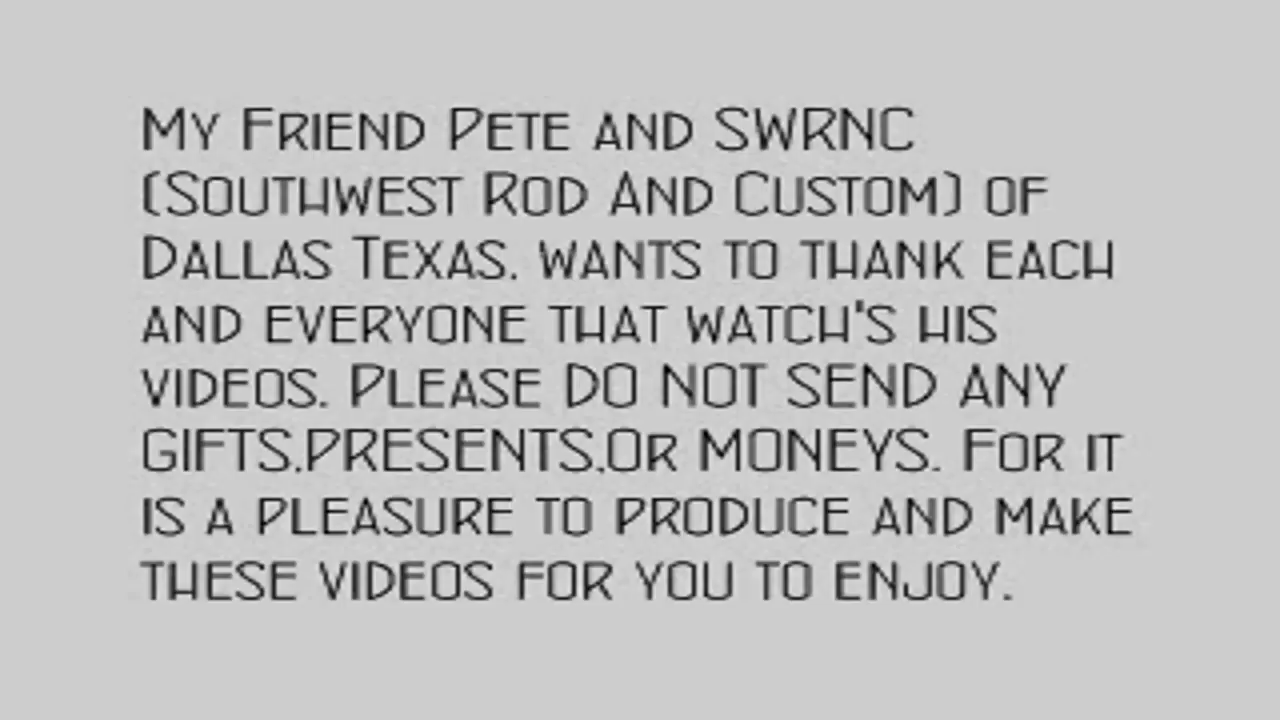 My Friend Pete and SWRNC
(Southwest Rod And Custom) of
Dallas Texas. wants to thank each
and everyone that watch's his
videos. Please DO NOT SEND ANY
GIFTS,PRESENTS,Or MONEYS. For it
is a pleasure to produce and make
these videos for you to enjoy.